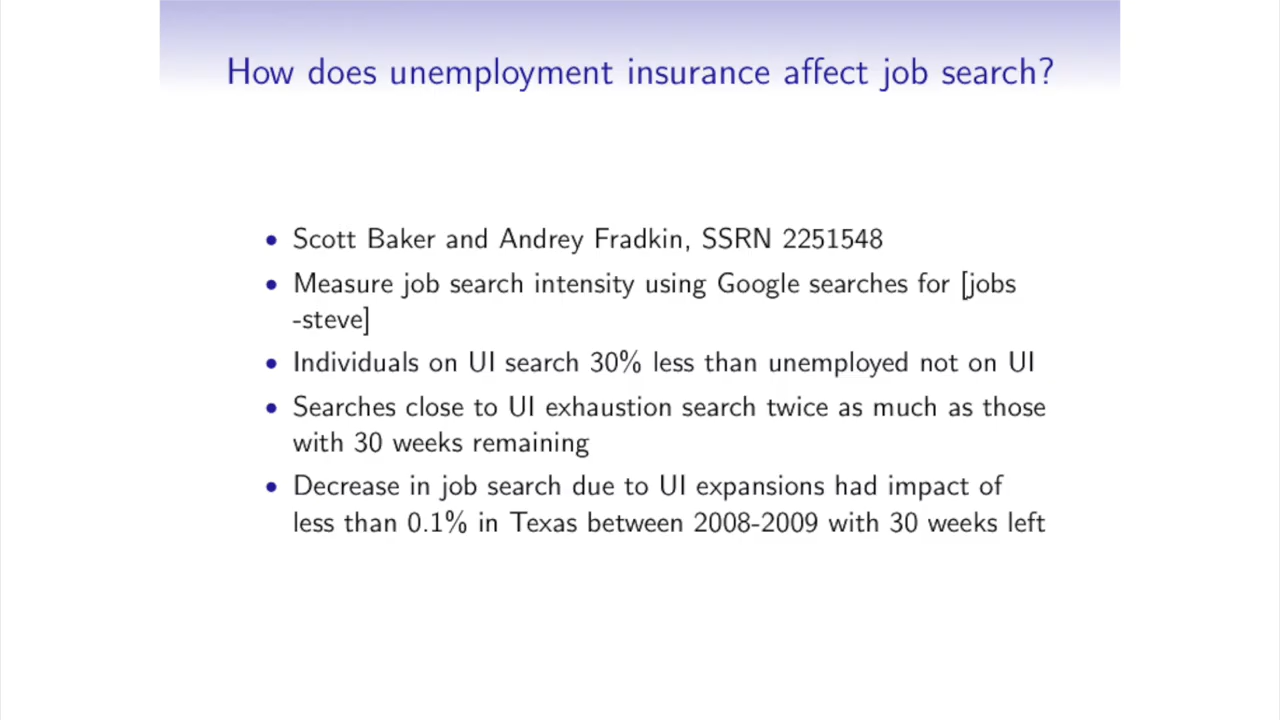 How does unemployment insurance affect job search?
• Scott Baker and Andrey Fradkin, SSRN 2251548
• Measure job search intensity using Google searches for [jobs
-steve]
• Individuals on UI search 30% less than unemployed not on UI
• Searches close to UI exhaustion search twice as much as those
with 30 weeks remaining
• Decrease in job search due to UI expansions had impact of
less than 0.1% in Texas between 2008-2009 with 30 weeks left